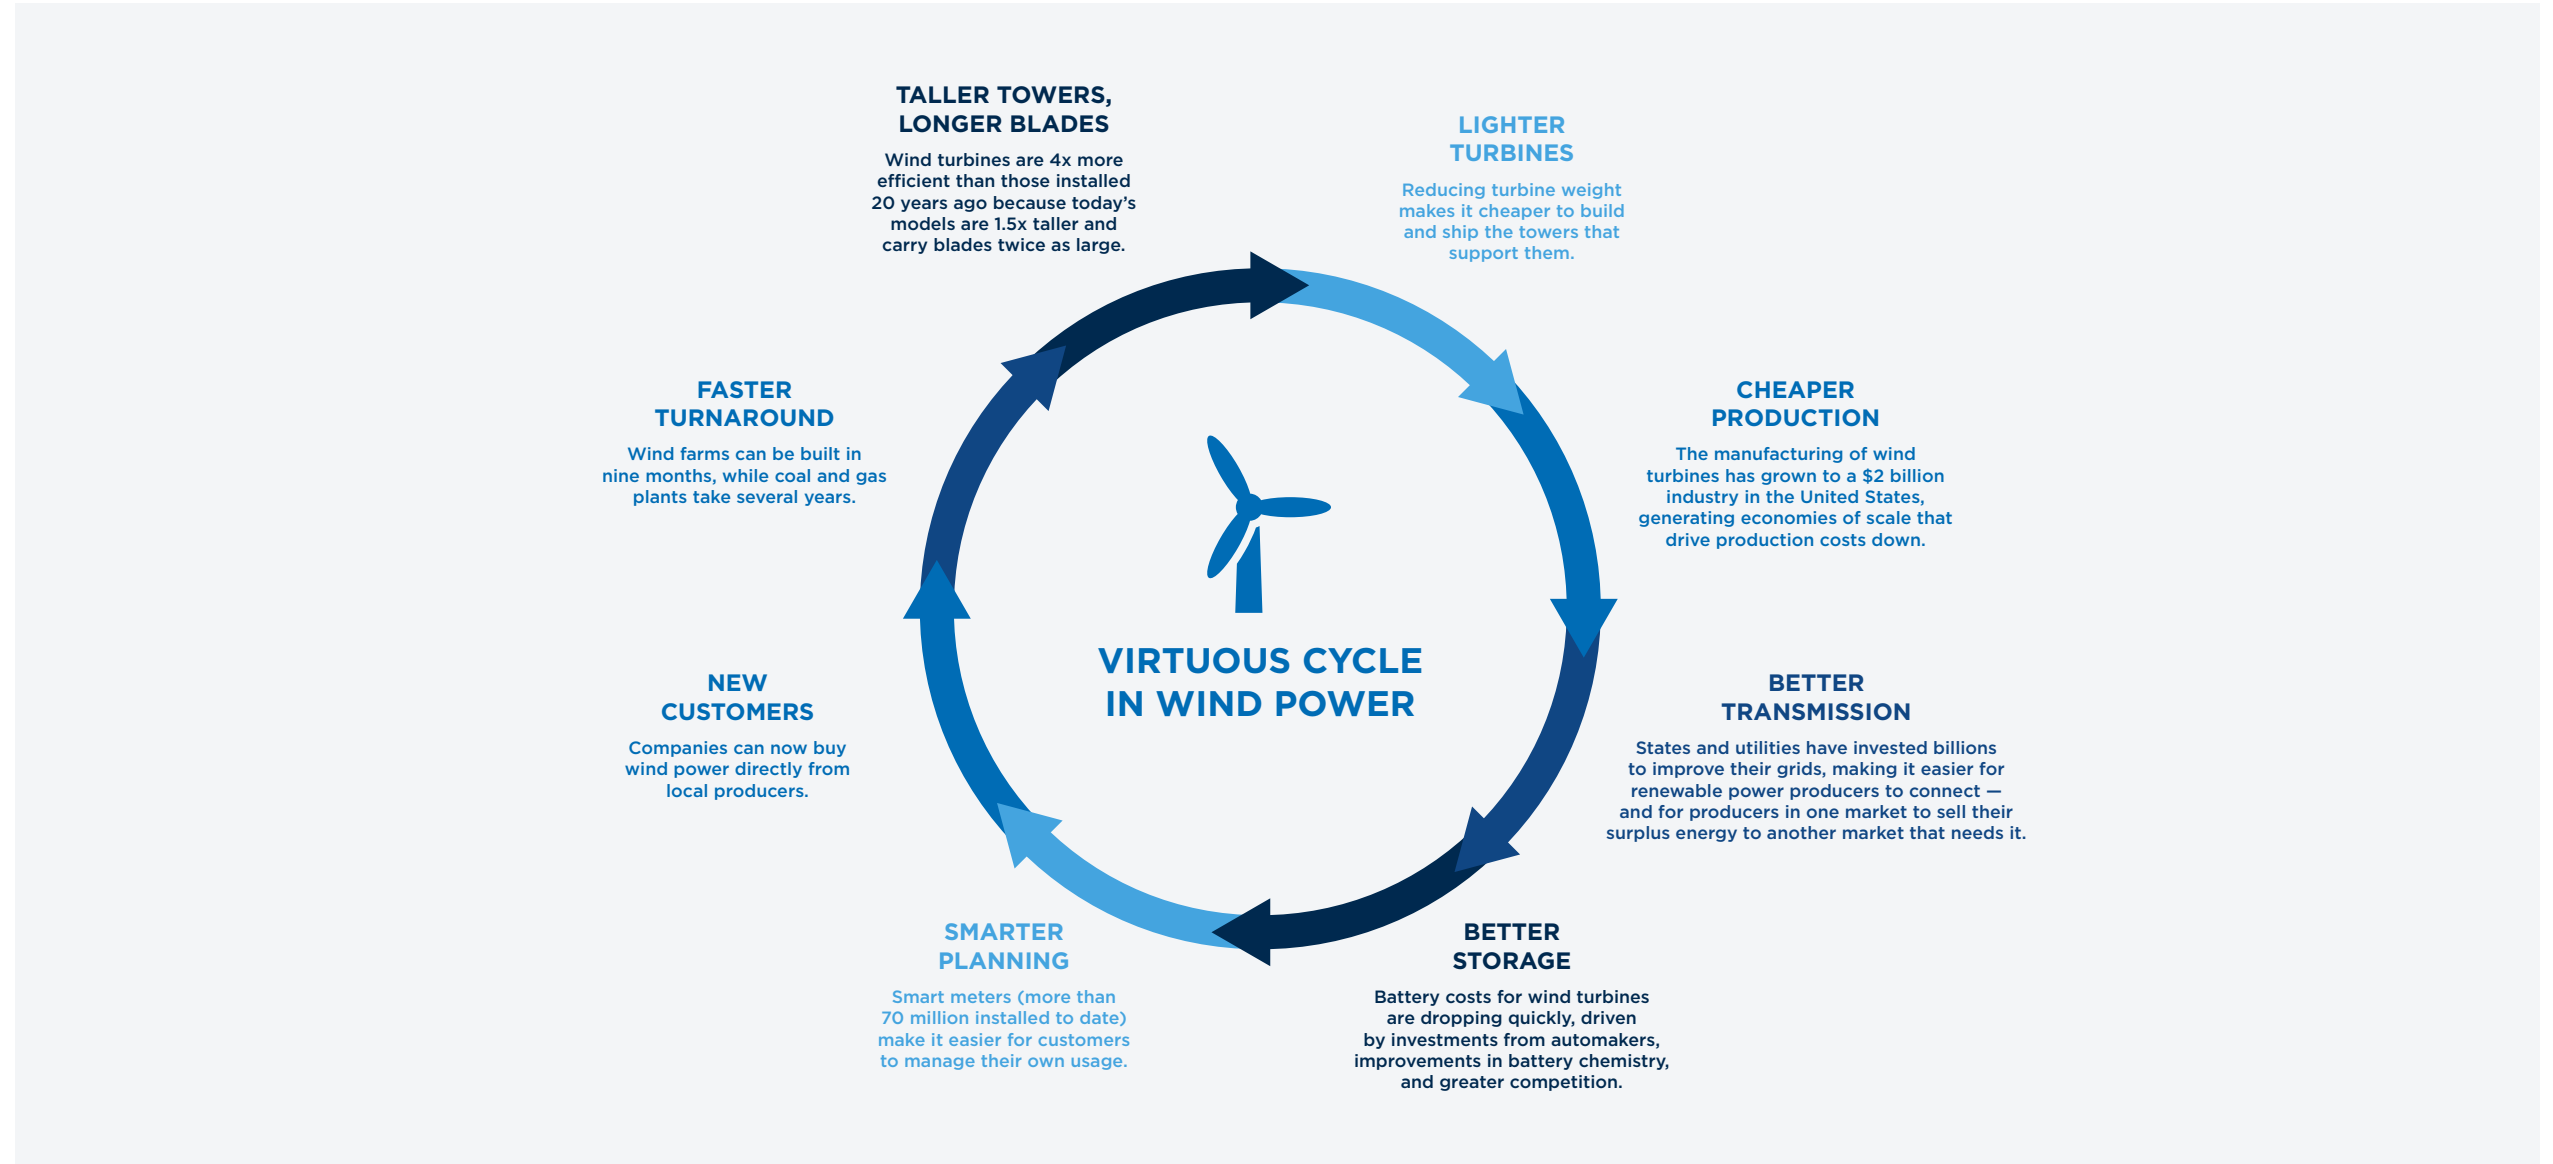 TALLER TOWERS,
LONGER BLADES
Wind turbines are 4x more
efficient than those installed
20 years ago because today’s
models are 1.5x taller and
carry blades twice as large.
LIGHTER
TURBINES
Reducing turbine weight
makes it cheaper to build
and ship the towers that
support them.
CHEAPER
PRODUCTION
The manufacturing of wind
turbines has grown to a $2 billion
industry in the United States,
generating economies of scale that
drive production costs down.
BETTER
TRANSMISSION
States and utilities have invested billions
to improve their grids, making it easier for
renewable power producers to connect —
and for producers in one market to sell their
surplus energy to another market that needs it.
BETTER
STORAGE
Battery costs for wind turbines
are dropping quickly, driven
by investments from automakers,
improvements in battery chemistry,
and greater competition.
SMARTER
PLANNING
Smart meters (more than
70 million installed to date)
make it easier for customers
to manage their own usage.
NEW
CUSTOMERS
Companies can now buy
wind power directly from
local producers.
FASTER
TURNAROUND
Wind farms can be built in
nine months, while coal and gas
plants take several years.
VIRTUOUS CYCLE
IN WIND POWER